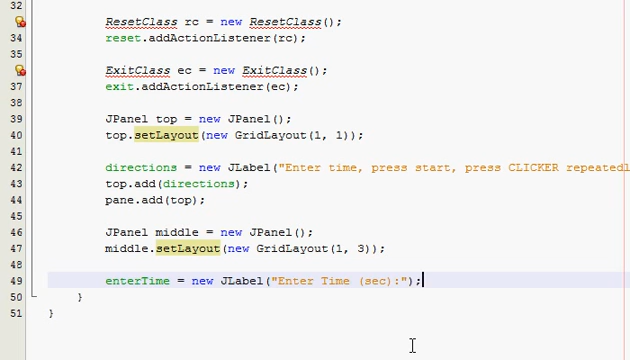 32
ResetClass rc = new ResetClass();
34 reset.addActionListener(rc);
35
ExitClass ec = new ExitClass();
37 exit.addActionListener(ec);
38
39 JPanel top = new JPanel();
40 top.setLayout(new GridLayout(1, 1));
41
42 directions = new JLabel("Enter time, press start, press CLICKER repeatedl
43 top.add(directions);
44 pane.add(top);
45
46 JPanel middle = new JPanel();
47 middle.setLayout(new GridLayout(1, 3));
48
49 enterTime = new JLabel("Enter Time (sec):");
50 }
51 }